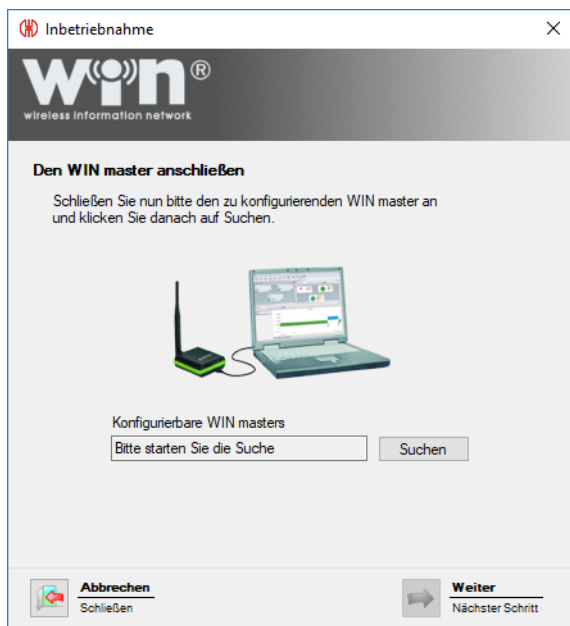 Inbetriebnahme
WIN®
wireless information network
Den WIN master anschließen
Schließen Sie nun bitte den zu konfigurierenden WIN master an
und klicken Sie danach auf Suchen.
Konfigurierbare WIN masters
Bitte starten Sie die Suche
Suchen
Abbrechen
Schließen
Weiter
Nächster Schritt